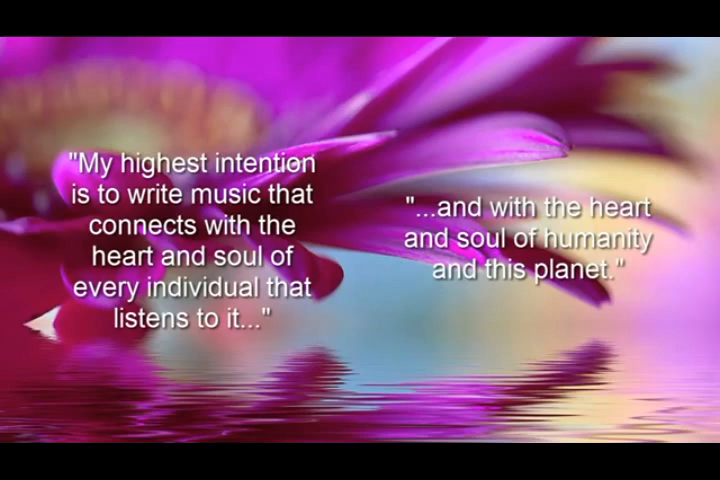 "My highest intention
is to write music that
connects with the
heart and soul of
every individual that
listens to it..."
"...and with the heart
and soul of humanity
and this planet."